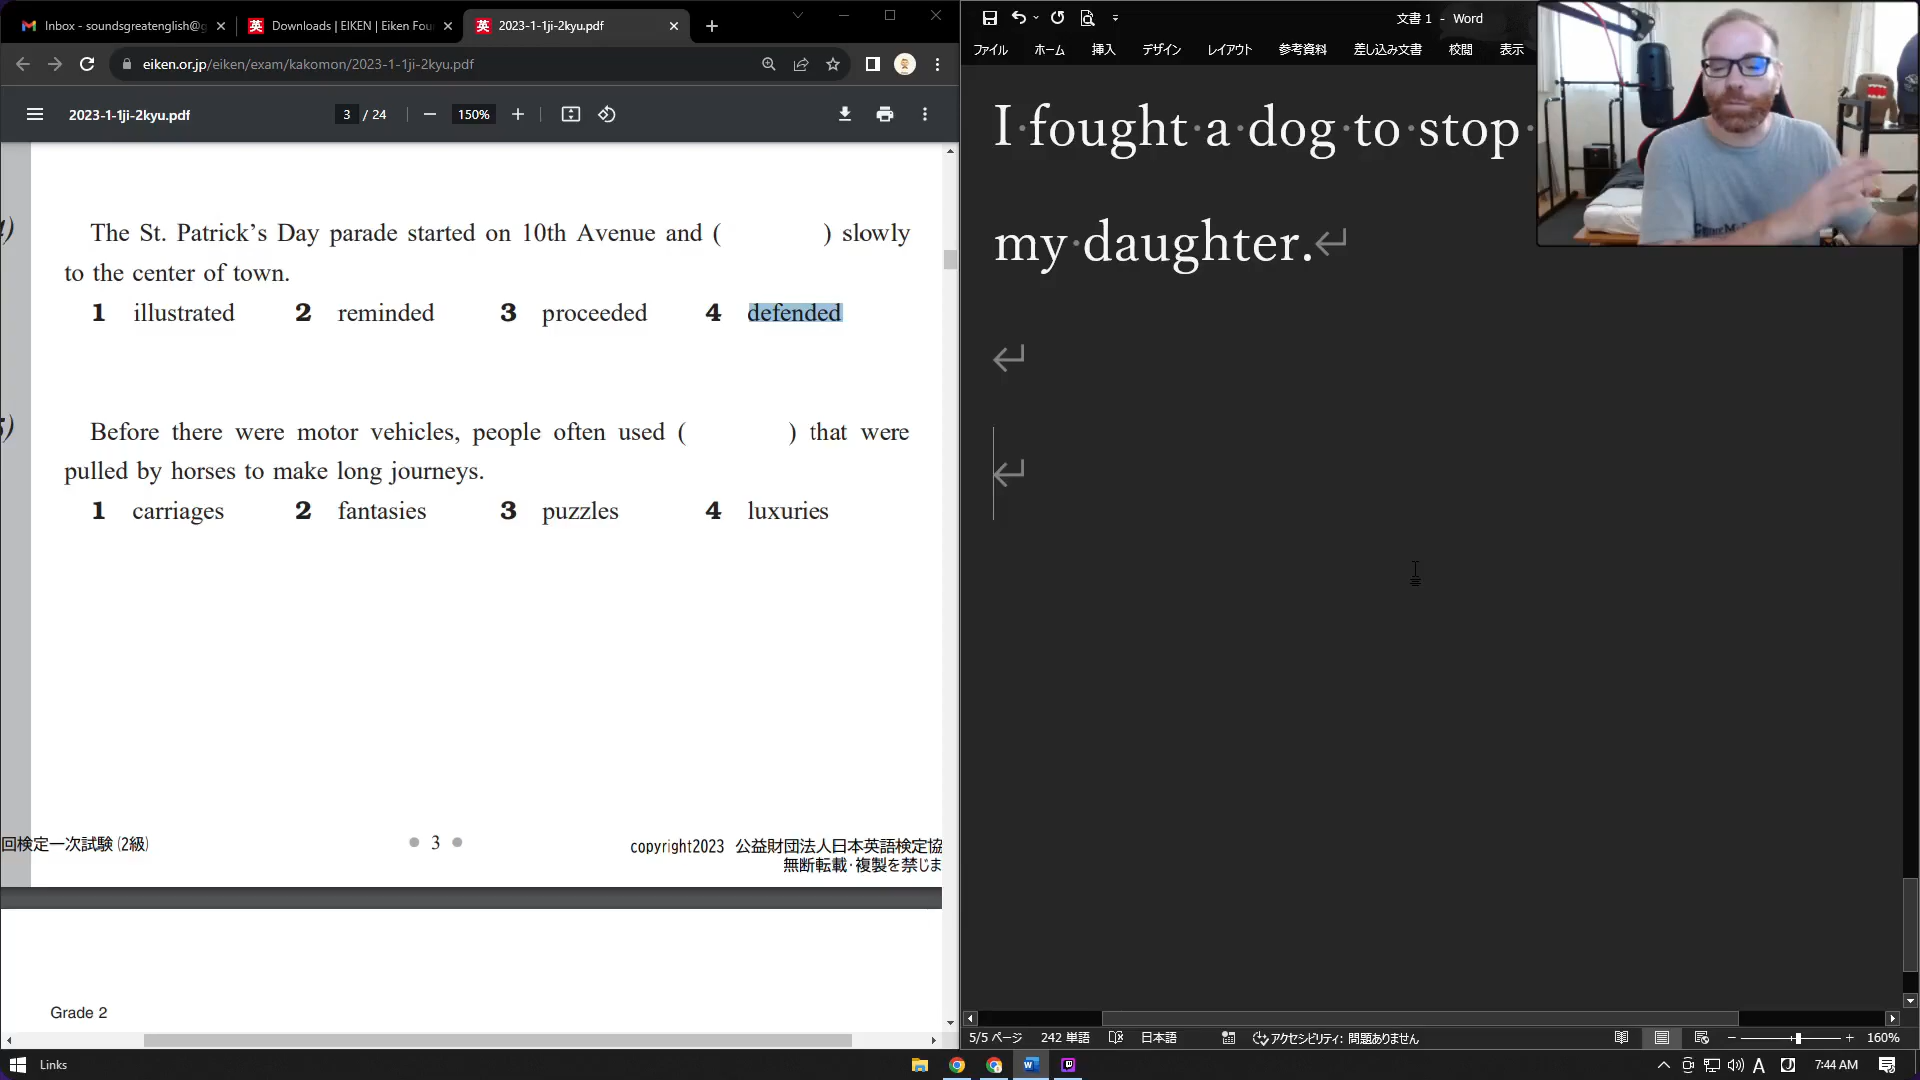 Inbox - soundsgreatenglish@g
Downloads | EIKEN | Eiken Fou
2023-1-1ji-2kyu.pdf
eiken.or.jp/eiken/exam/kakomon/2023-1-1ji-2kyu.pdf
2023-1-1ji-2kyu.pdf
3 / 24
150%
4)
The St. Patrick's Day parade started on 10th Avenue and ( ) slowly
to the center of town.
1 illustrated 2 reminded 3 proceeded 4 defended
5)
Before there were motor vehicles, people often used ( ) that were
pulled by horses to make long journeys.
1 carriages 2 fantasies 3 puzzles 4 luxuries
回検定一次試験 (2級)
3
copyright2023 公益財団法人日本英語検定協
無断転載・複製を禁じま
Grade 2
文書 1 - Word
ファイル ホーム 挿入 デザイン レイアウト 参考資料 差し込み文書 校閲 表示
I fought a dog to stop
my daughter.
5/5 ページ 242 単語 日本語 アクセシビリティ: 問題ありません 160%
Links
A
7:44 AM